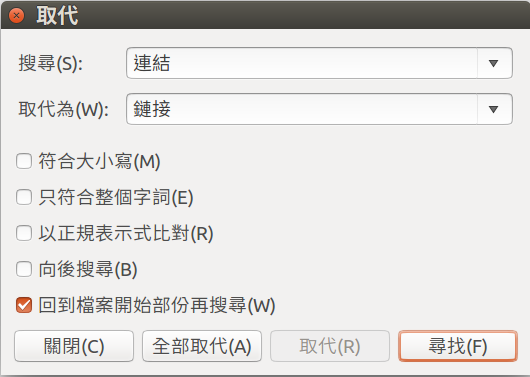 取代
搜尋(S): 連結
取代為(W): 鏈接
符合大小寫(M)
只符合整個字詞(E)
以正規表示式比對(R)
向後搜尋(B)
回到檔案開始部份再搜尋(W)
關閉(C) 全部取代(A) 取代(R) 尋找(F)